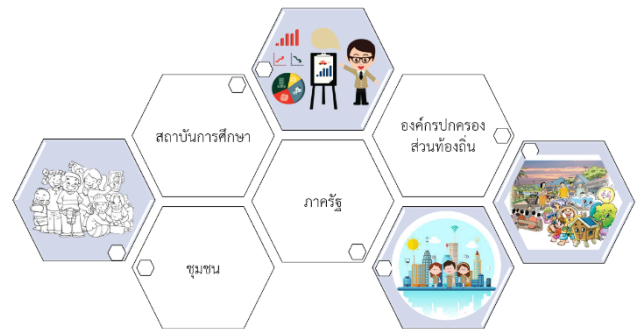 สถาบันการศึกษา
องค์กรปกครอง
ส่วนท้องถิ่น
ภาครัฐ
ชุมชน